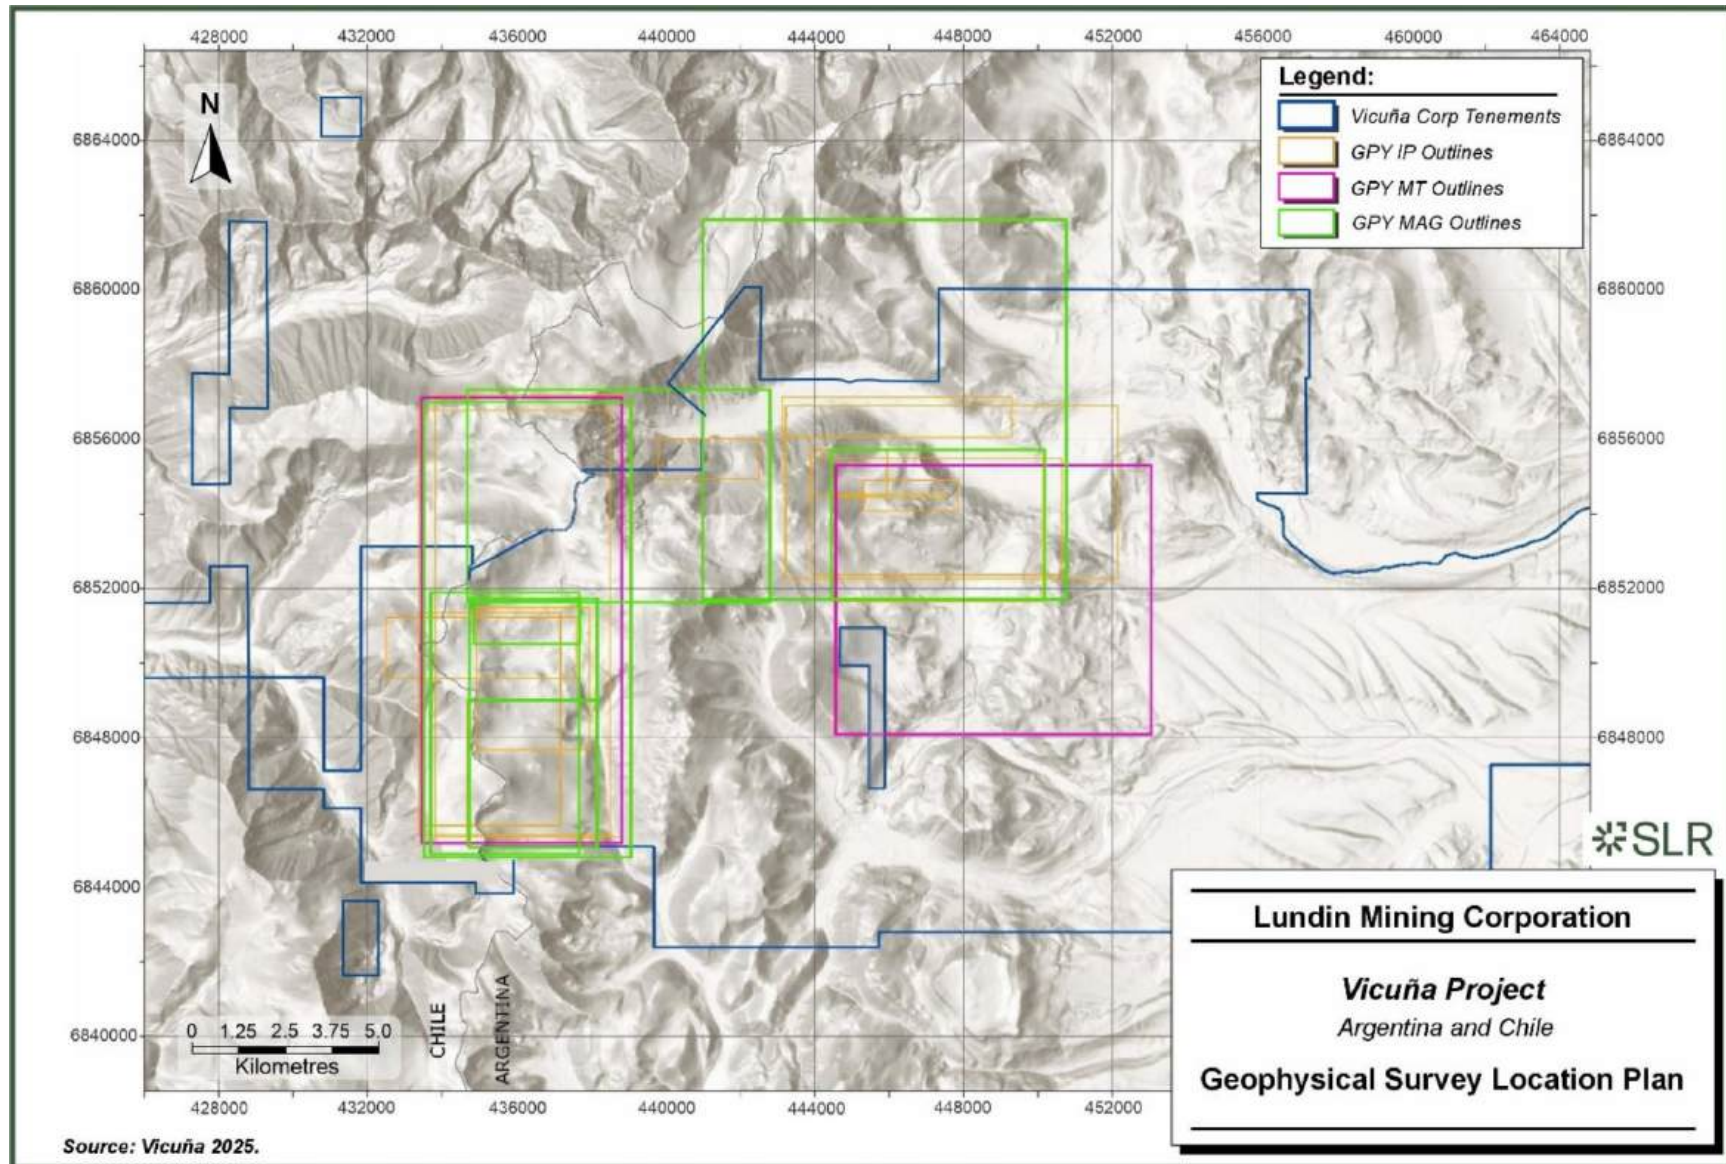 428000 432000 436000 440000 444000 448000 452000 456000 460000 464000
Legend:
Vicuña Corp Tenements
GPY IP Outlines
GPY MT Outlines
GPY MAG Outlines
N
6864000 6864000
6860000 6860000
6856000 6856000
6852000 6852000
6848000 6848000
6844000
6840000
SLR
CHILE
ARGENTINA
0 1.25 2.5 3.75 5.0
Kilometres
428000 432000 436000 440000 444000 448000 452000
Lundin Mining Corporation
Vicuña Project
Argentina and Chile
Geophysical Survey Location Plan
Source: Vicuña 2025.